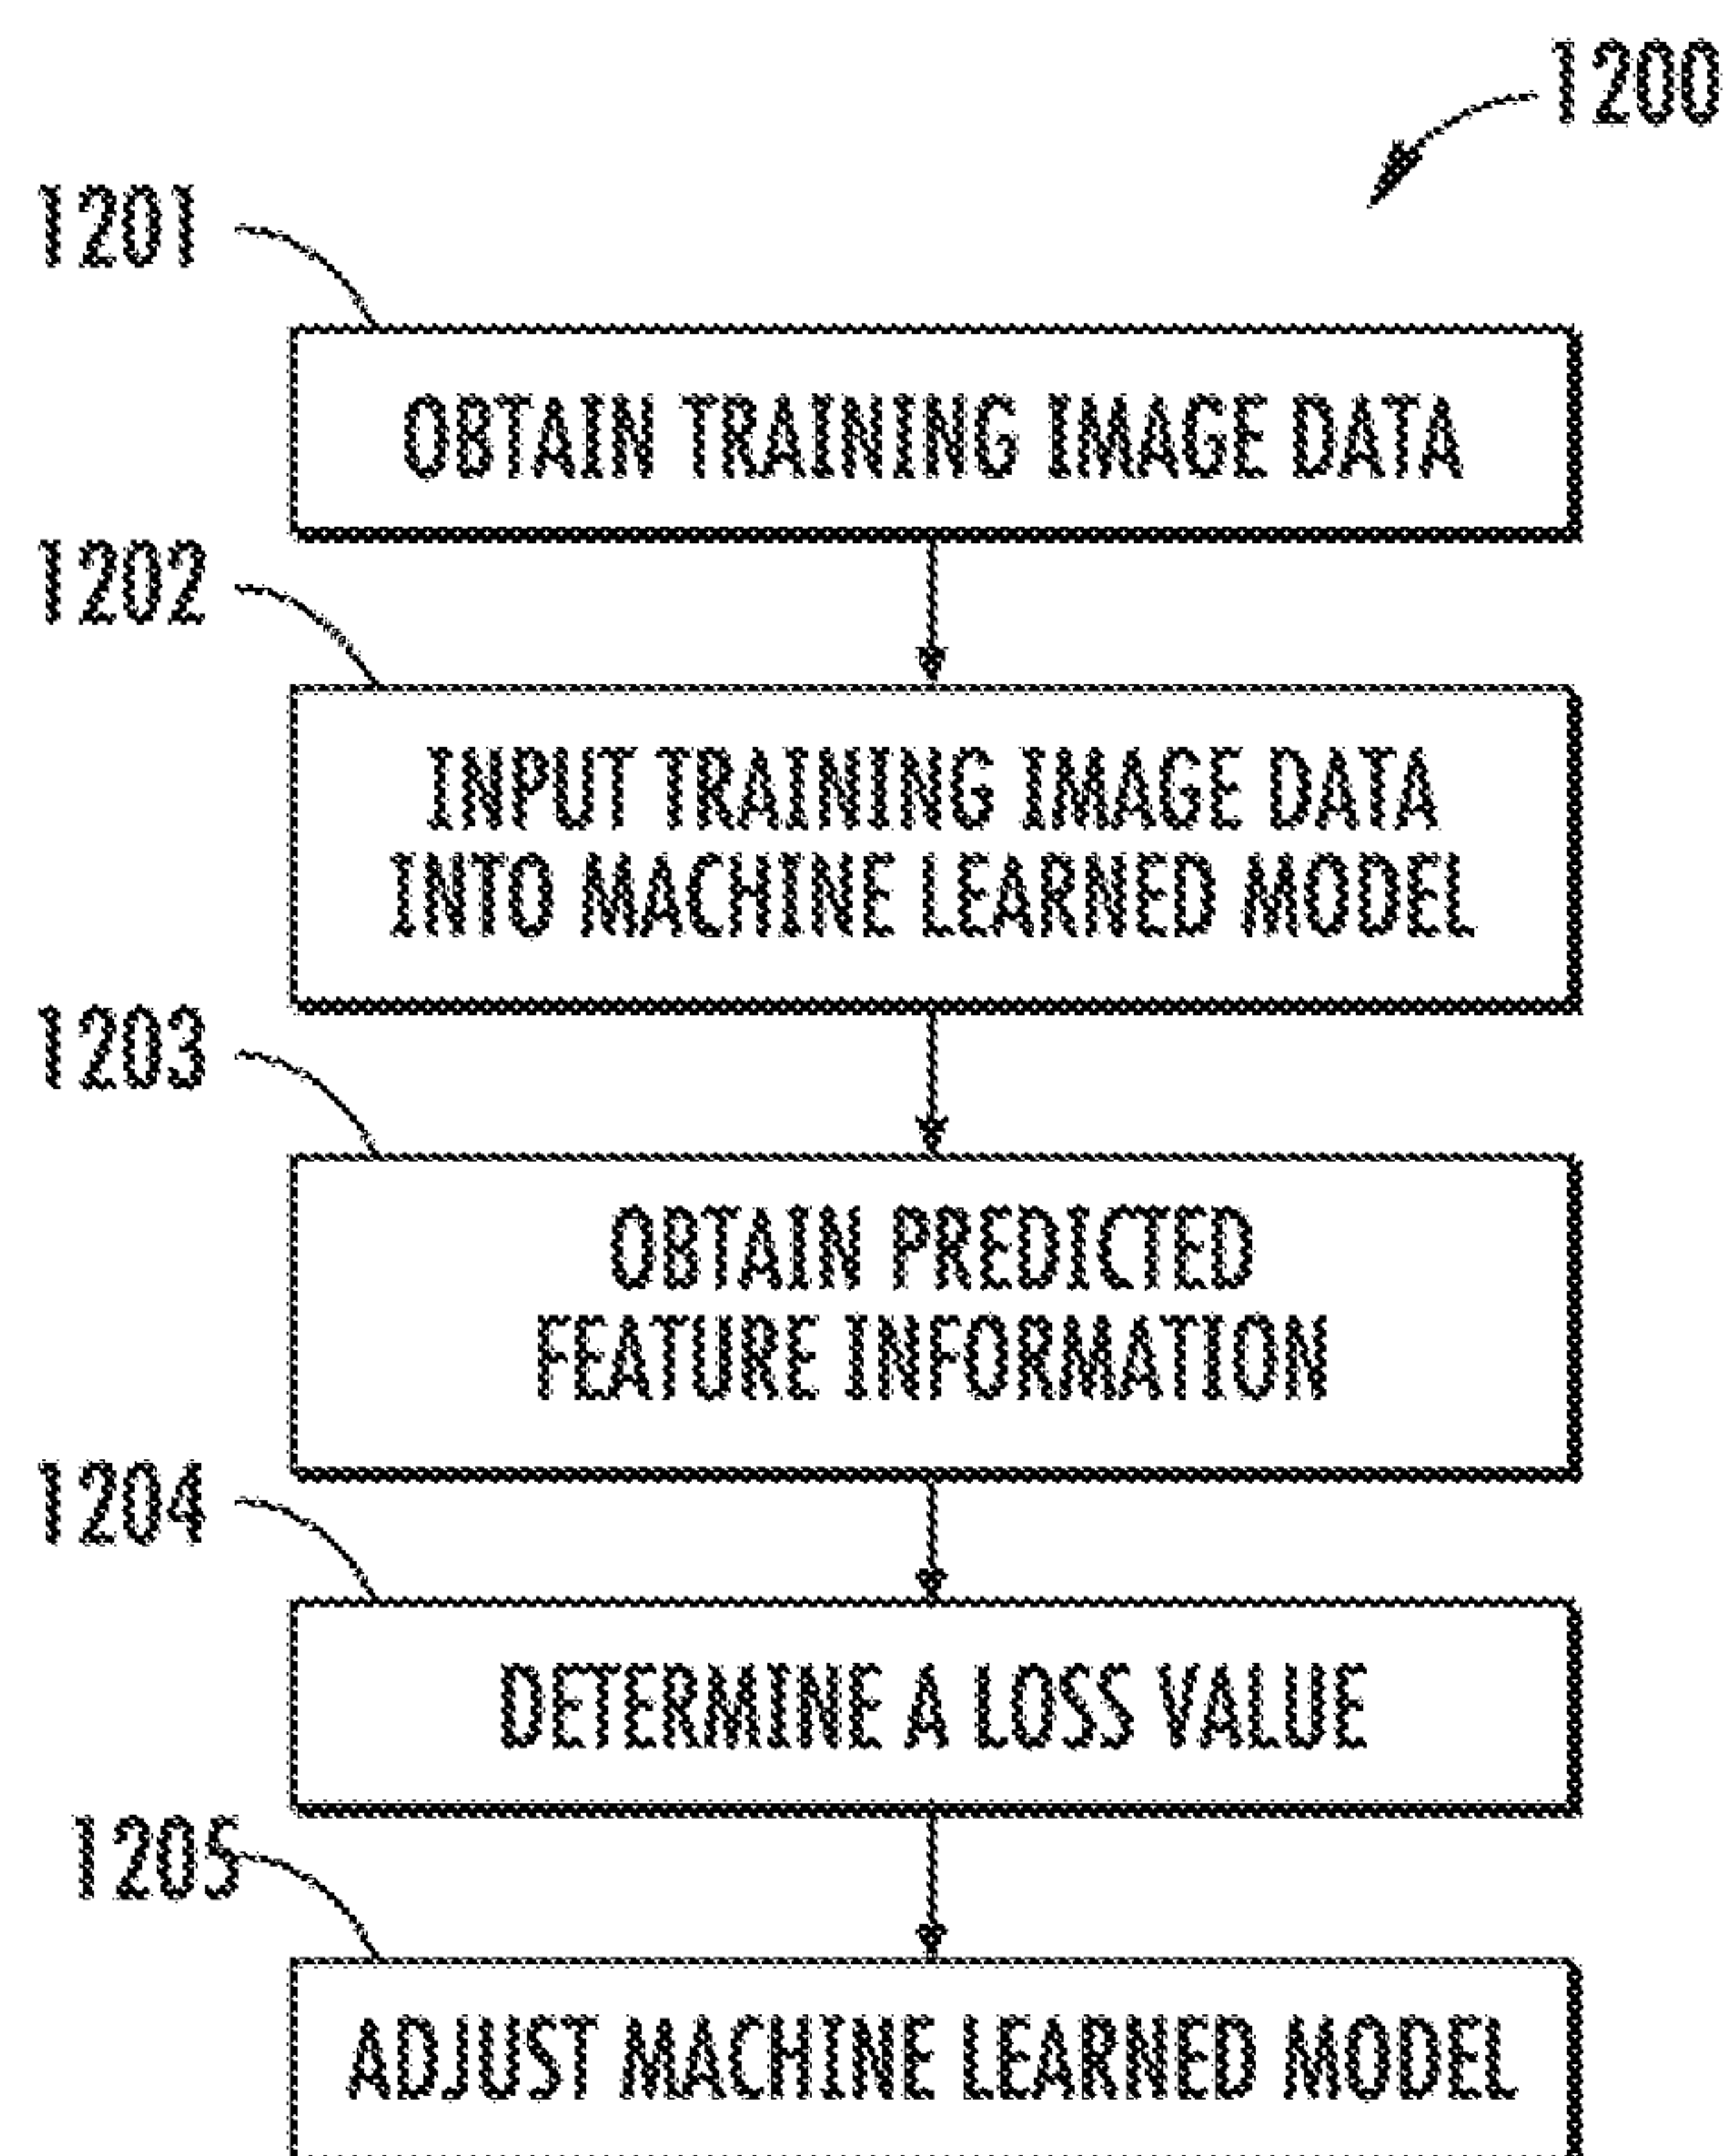 1200
1201
OBTAIN TRAINING IMAGE DATA
1202
INPUT TRAINING IMAGE DATA
INTO MACHINE LEARNED MODEL
1203
OBTAIN PREDICTED
FEATURE INFORMATION
1204
DETERMINE A LOSS VALUE
1205
ADJUST MACHINE LEARNED MODEL